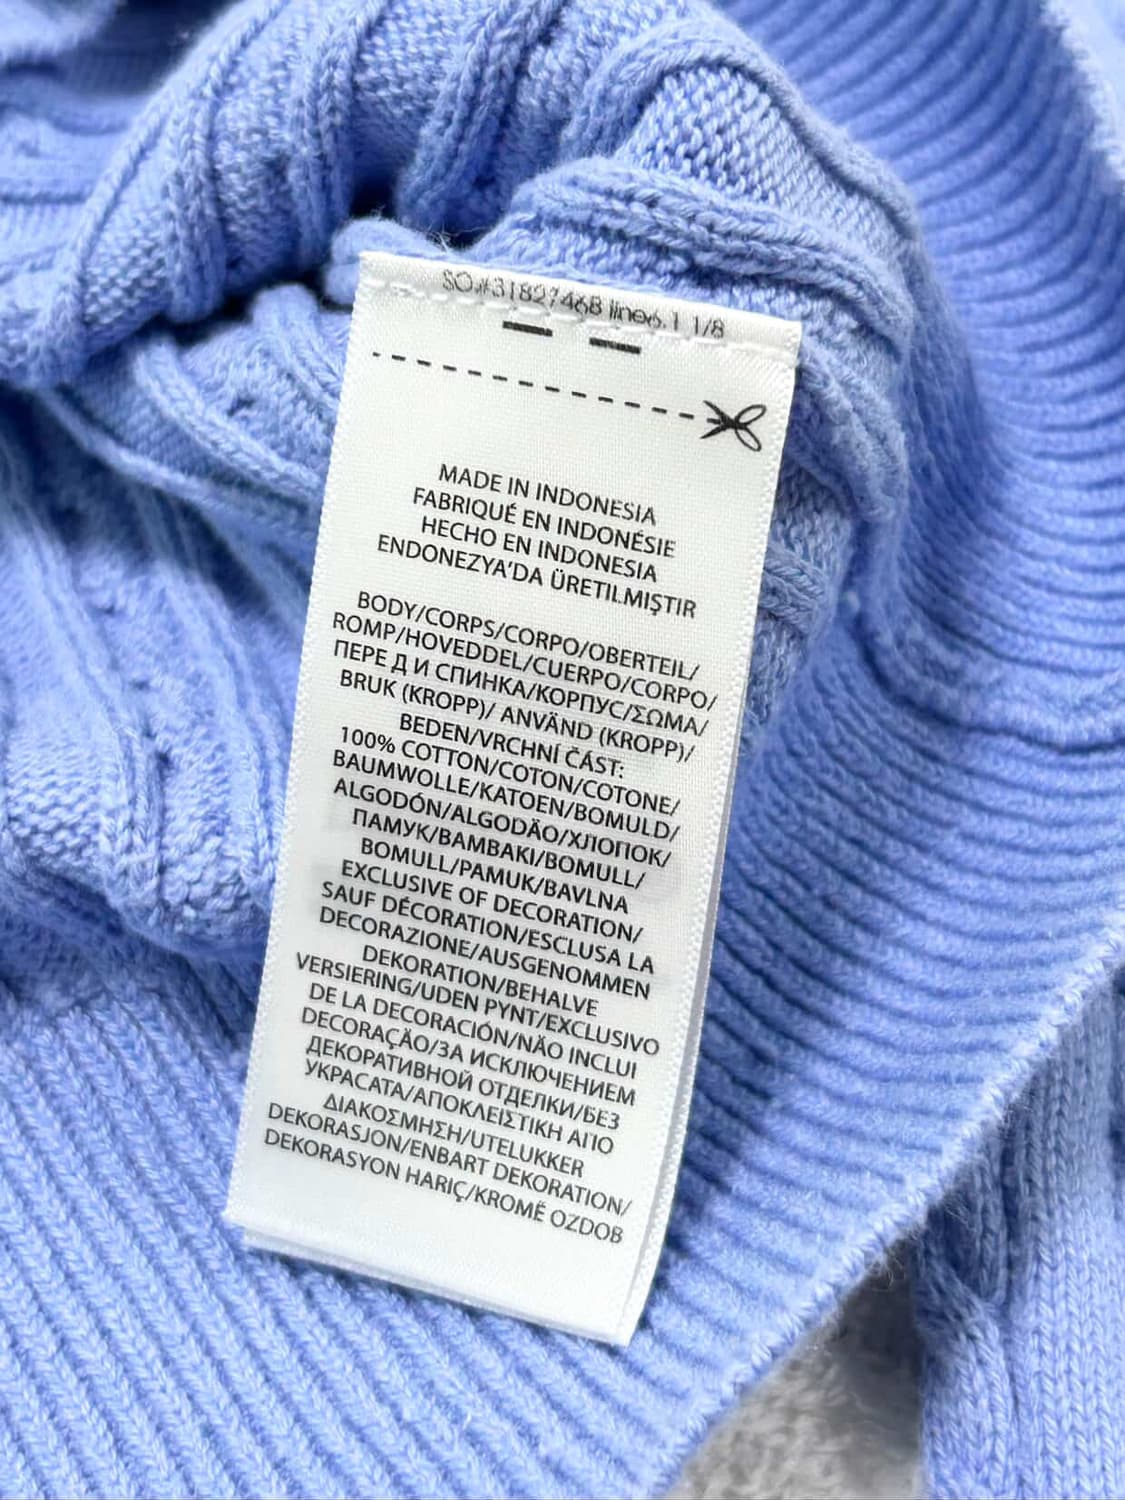 SO#31827468 line6.1 1/8
MADE IN INDONESIA
FABRIQUÉ EN INDONÉSIE
HECHO EN INDONESIA
ENDONEZYA'DA ÜRETILMIŞTIR
BODY/CORPS/CORPO/OBERTEIL/
ROMP/HOVEDDEL/CUERPO/CORPO/
ПЕРЕ Д И СПИНКА/КОРПУС/ΣΩΜΑ/
BRUK (KROPP)/ ANVÄND (KROPP)/
BEDEN/VRCHNÍ ČÁST:
100% COTTON/COTON/COTONE/
BAUMWOLLE/KATOEN/BOMULD/
ALGODÓN/ALGODÃO/ХЛОПОК/
ПАМУК/BAMBAKI/BOMULL/
BOMULL/PAMUK/BAVLNA
EXCLUSIVE OF DECORATION/
SAUF DÉCORATION/ESCLUSA LA
DECORAZIONE/AUSGENOMMEN
DEKORATION/BEHALVE
VERSIERING/UDEN PYNT/EXCLUSIVO
DE LA DECORACIÓN/NÃO INCLUI
DECORAÇÃO/ЗА ИСКЛЮЧЕНИЕМ
ДЕКОРАТИВНОЙ ОТДЕЛКИ/БЕЗ
УКРАСАТА/ΑΠΟΚΛΕΙΣΤΙΚΗ ΑΠΟ
ΔΙΑΚΟΣΜΗΣΗ/UTELUKKER
DEKORASJON/ENBART DEKORATION/
DEKORASYON HARIÇ/KROMĚ OZDOB